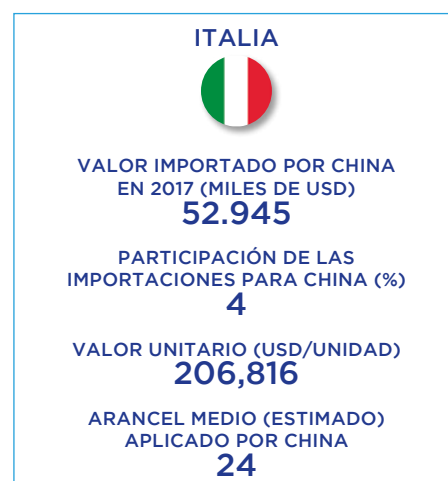 ITALIA
VALOR IMPORTADO POR CHINA
EN 2017 (MILES DE USD)
52.945
PARTICIPACIÓN DE LAS
IMPORTACIONES PARA CHINA (%)
4
VALOR UNITARIO (USD/UNIDAD)
206,816
ARANCEL MEDIO (ESTIMADO)
APLICADO POR CHINA
24